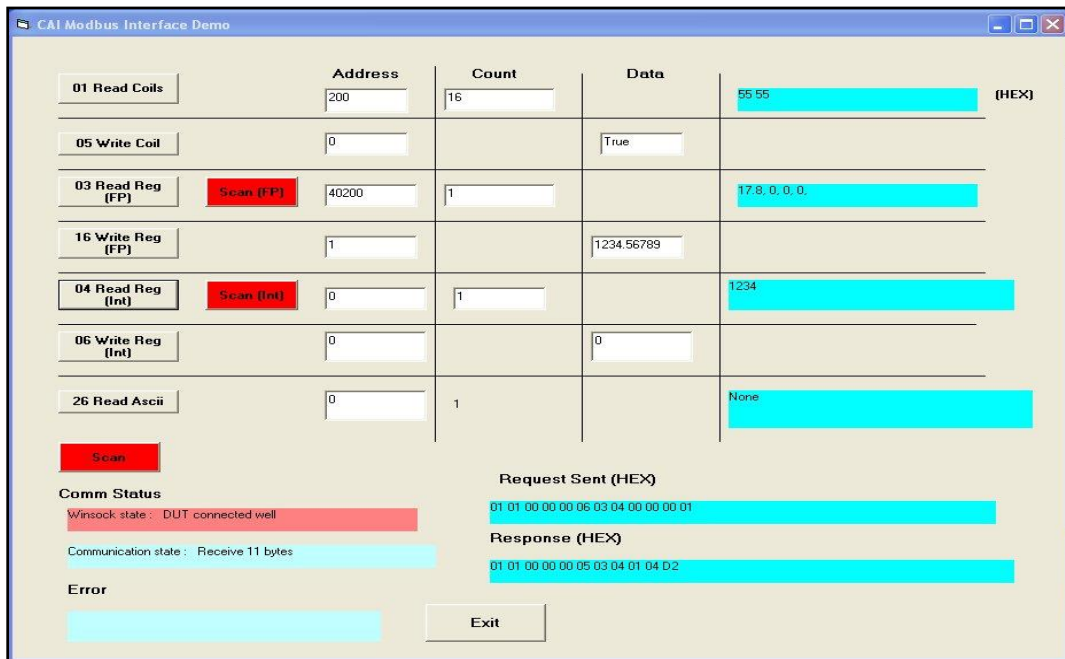 CAI Modbus Interface Demo
Address Count Data
01 Read Coils 200 16 55 55 (HEX)
05 Write Coil 0 True
03 Read Reg (FP) Scan (FP) 40200 1 17.8, 0, 0, 0,
16 Write Reg (FP) 1 1234.56789
04 Read Reg (Int) Scan (Int) 0 1 1234
06 Write Reg (Int) 0 0
26 Read Ascii 0 1 None
Scan
Request Sent (HEX)
Comm Status
Winsock state : DUT connected well
01 01 00 00 00 06 03 04 00 00 00 01
Response (HEX)
Communication state : Receive 11 bytes
01 01 00 00 00 05 03 04 01 04 D2
Error
Exit